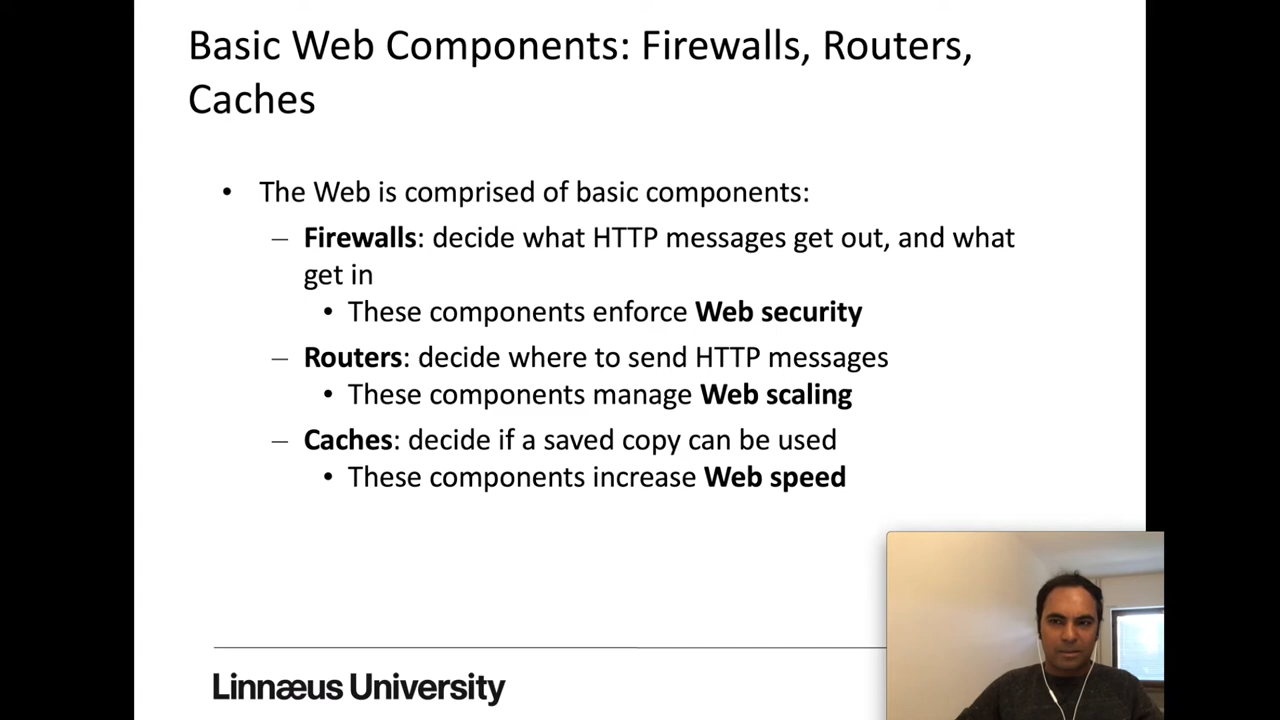 Basic Web Components: Firewalls, Routers,
Caches
• The Web is comprised of basic components:
– Firewalls: decide what HTTP messages get out, and what
get in
• These components enforce Web security
– Routers: decide where to send HTTP messages
• These components manage Web scaling
– Caches: decide if a saved copy can be used
• These components increase Web speed
Linnæus University